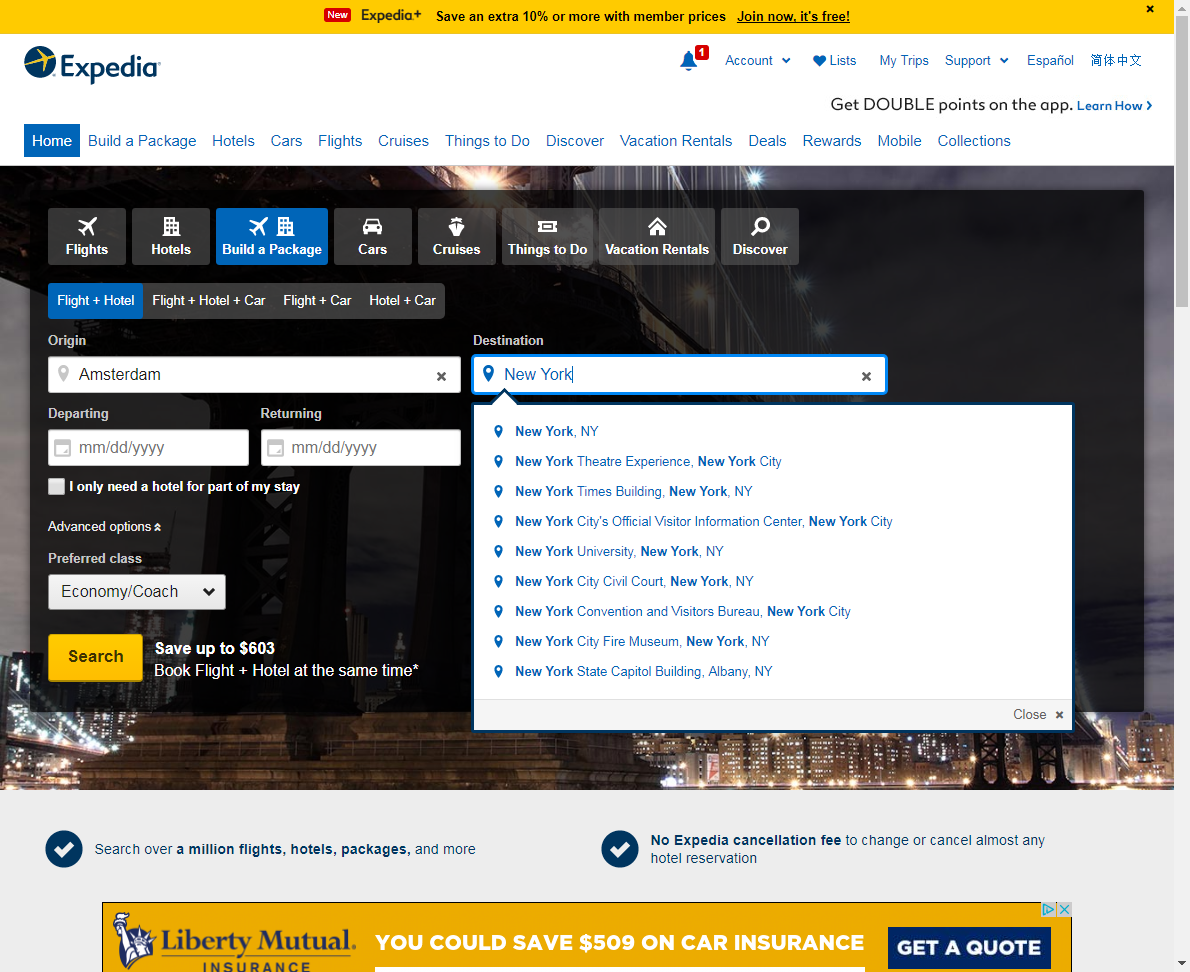 New Expedia+ Save an extra 10% or more with member prices Join now, it's free!
Expedia
1 Account Lists My Trips Support Español 简体中文
Get DOUBLE points on the app. Learn How
Home Build a Package Hotels Cars Flights Cruises Things to Do Discover Vacation Rentals Deals Rewards Mobile Collections
Flights Hotels Build a Package Cars Cruises Things to Do Vacation Rentals Discover
Flight + Hotel Flight + Hotel + Car Flight + Car Hotel + Car
Origin Destination
Amsterdam New York
Departing Returning
mm/dd/yyyy mm/dd/yyyy
I only need a hotel for part of my stay
Advanced options
Preferred class
Economy/Coach
Search
Save up to $603
Book Flight + Hotel at the same time*
New York, NY
New York Theatre Experience, New York City
New York Times Building, New York, NY
New York City's Official Visitor Information Center, New York City
New York University, New York, NY
New York City Civil Court, New York, NY
New York Convention and Visitors Bureau, New York City
New York City Fire Museum, New York, NY
New York State Capitol Building, Albany, NY
Close
Search over a million flights, hotels, packages, and more
No Expedia cancellation fee to change or cancel almost any
hotel reservation
Liberty Mutual.
INSURANCE
YOU COULD SAVE $509 ON CAR INSURANCE
GET A QUOTE